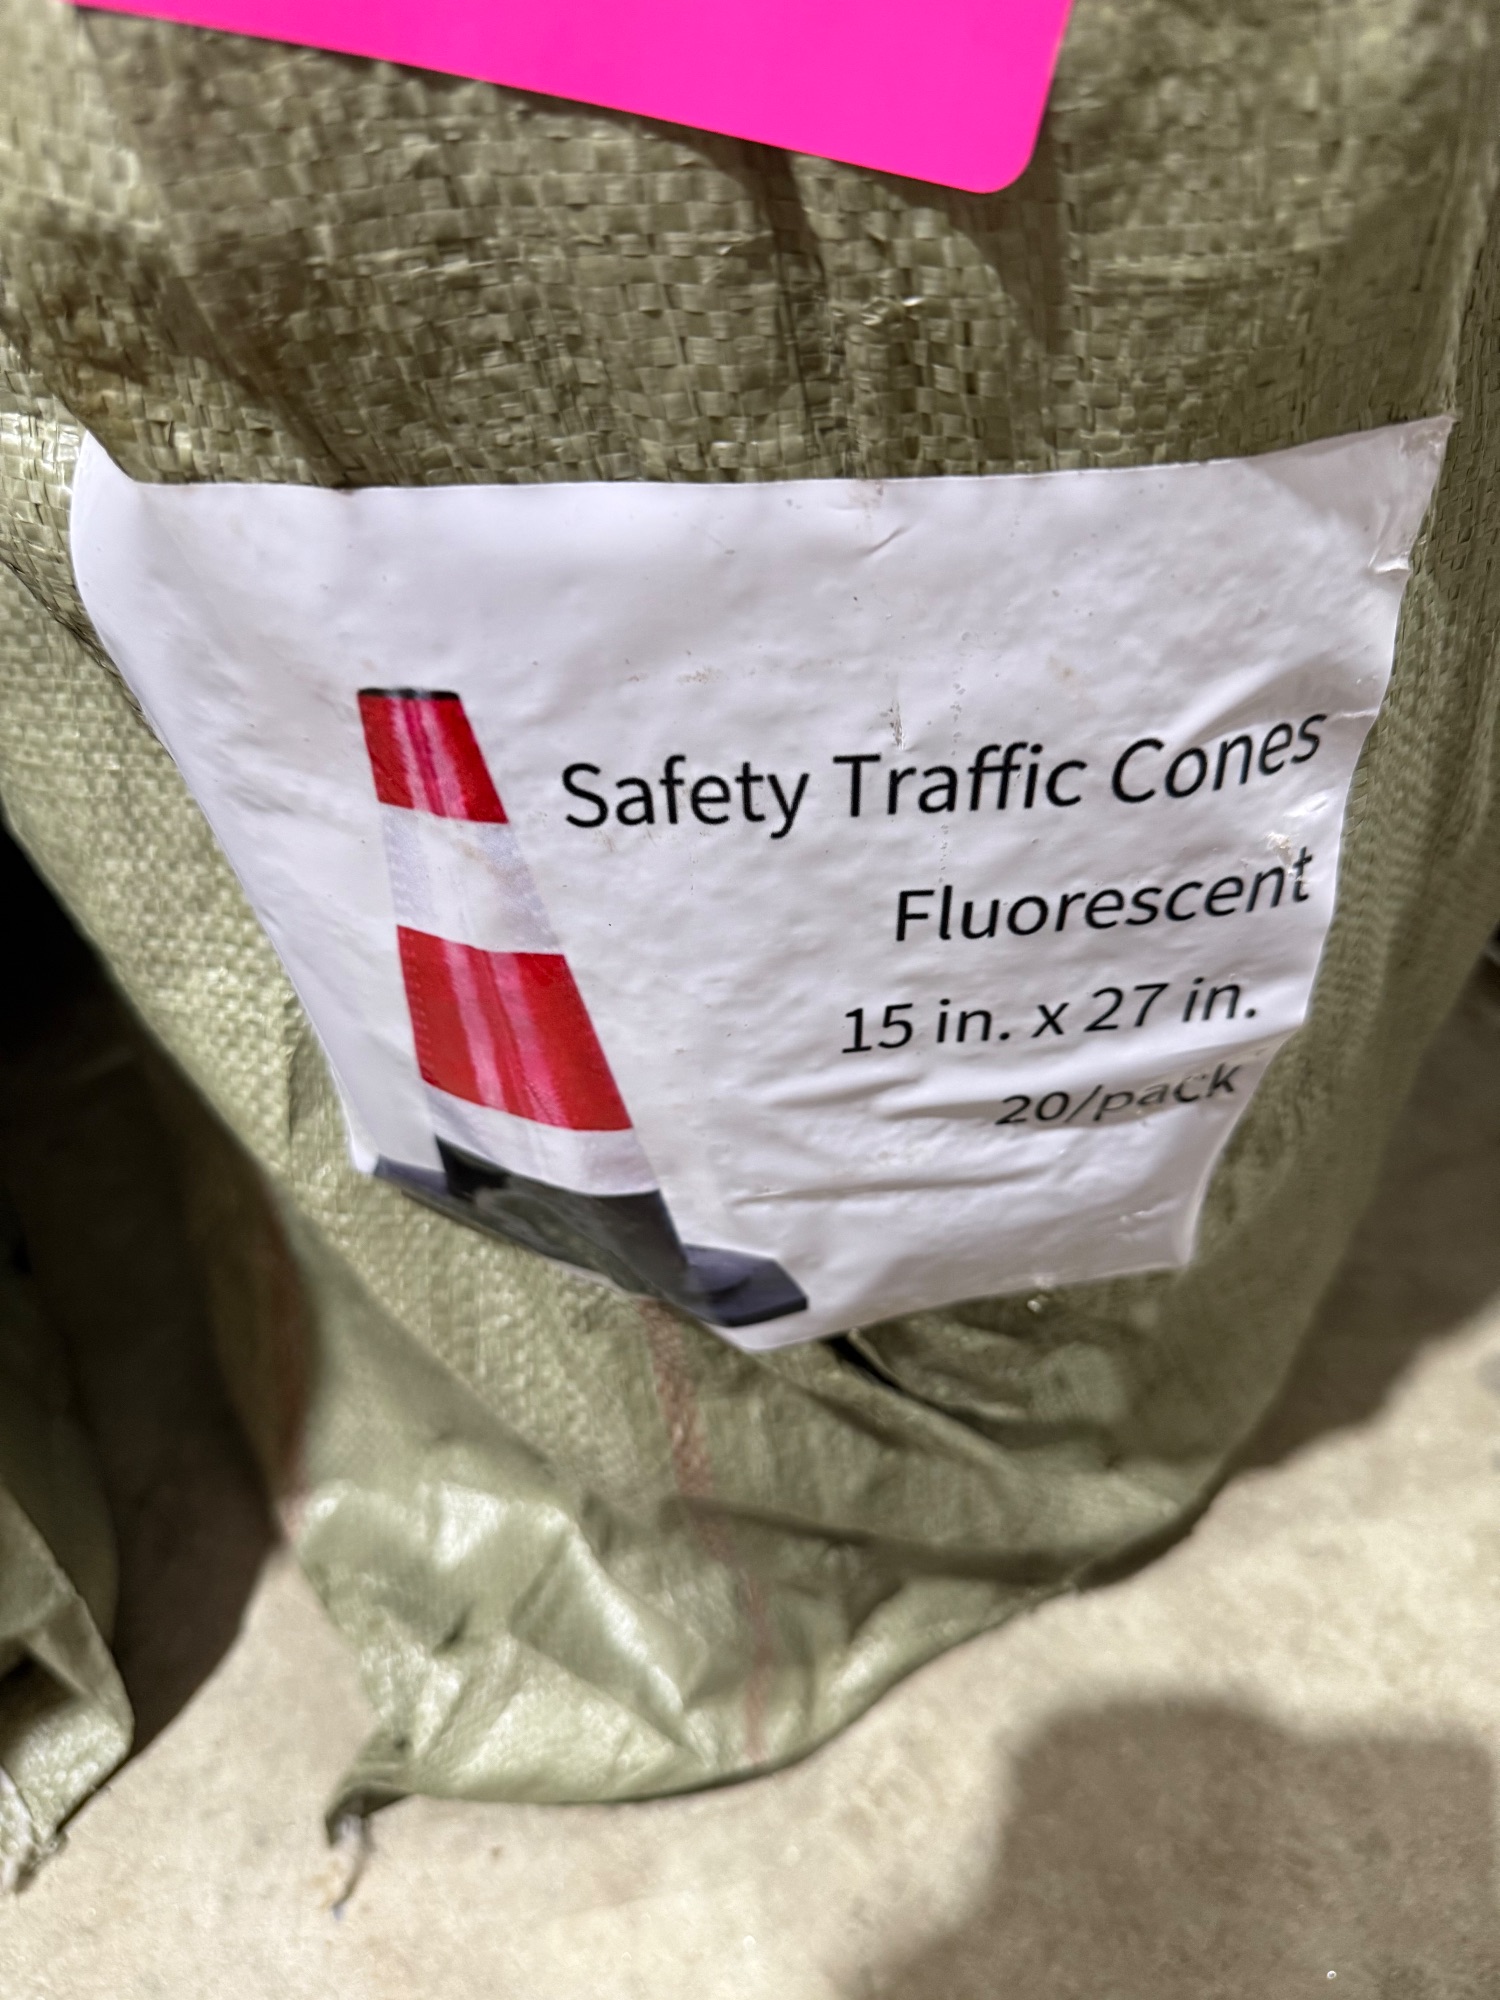 Safety Traffic Cones
Fluorescent
15 in. x 27 in.
20/pack